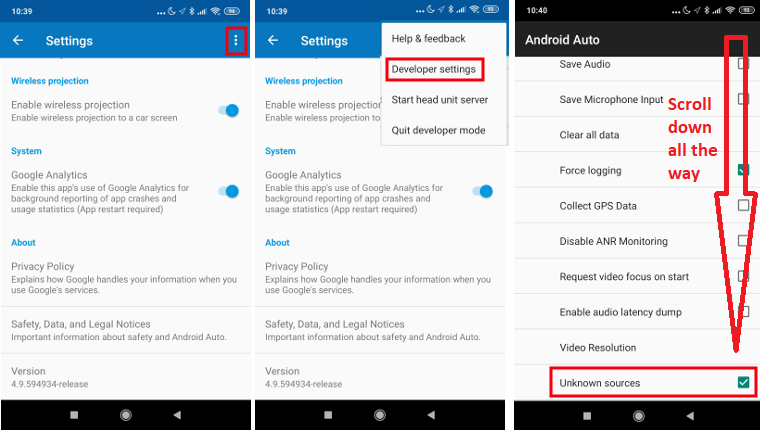 10:39
94
Settings
Wireless projection
Enable wireless projection
Enable wireless projection to a car screen
System
Google Analytics
Enable this app's use of Google Analytics for
background reporting of app crashes and
usage statistics (App restart required)
About
Privacy Policy
Explains how Google handles your information when you
use Google's services.
Safety, Data, and Legal Notices
Important information about safety and Android Auto.
Version
4.9.594934-release
10:39
95
Settings
Help & feedback
Developer settings
Start head unit server
Quit developer mode
Wireless projection
Enable wireless projection
Enable wireless projection to
System
Google Analytics
Enable this app's use of Google Analytics for
background reporting of app crashes and
usage statistics (App restart required)
About
Privacy Policy
Explains how Google handles your information when you
use Google's services.
Safety, Data, and Legal Notices
Important information about safety and Android Auto.
Version
4.9.594934-release
10:40
95
Android Auto
Save Audio
Save Microphone Input
Clear all data
Force logging
Collect GPS Data
Disable ANR Monitoring
Request video focus on start
Enable audio latency dump
Video Resolution
Unknown sources
Scroll
down
all the
way